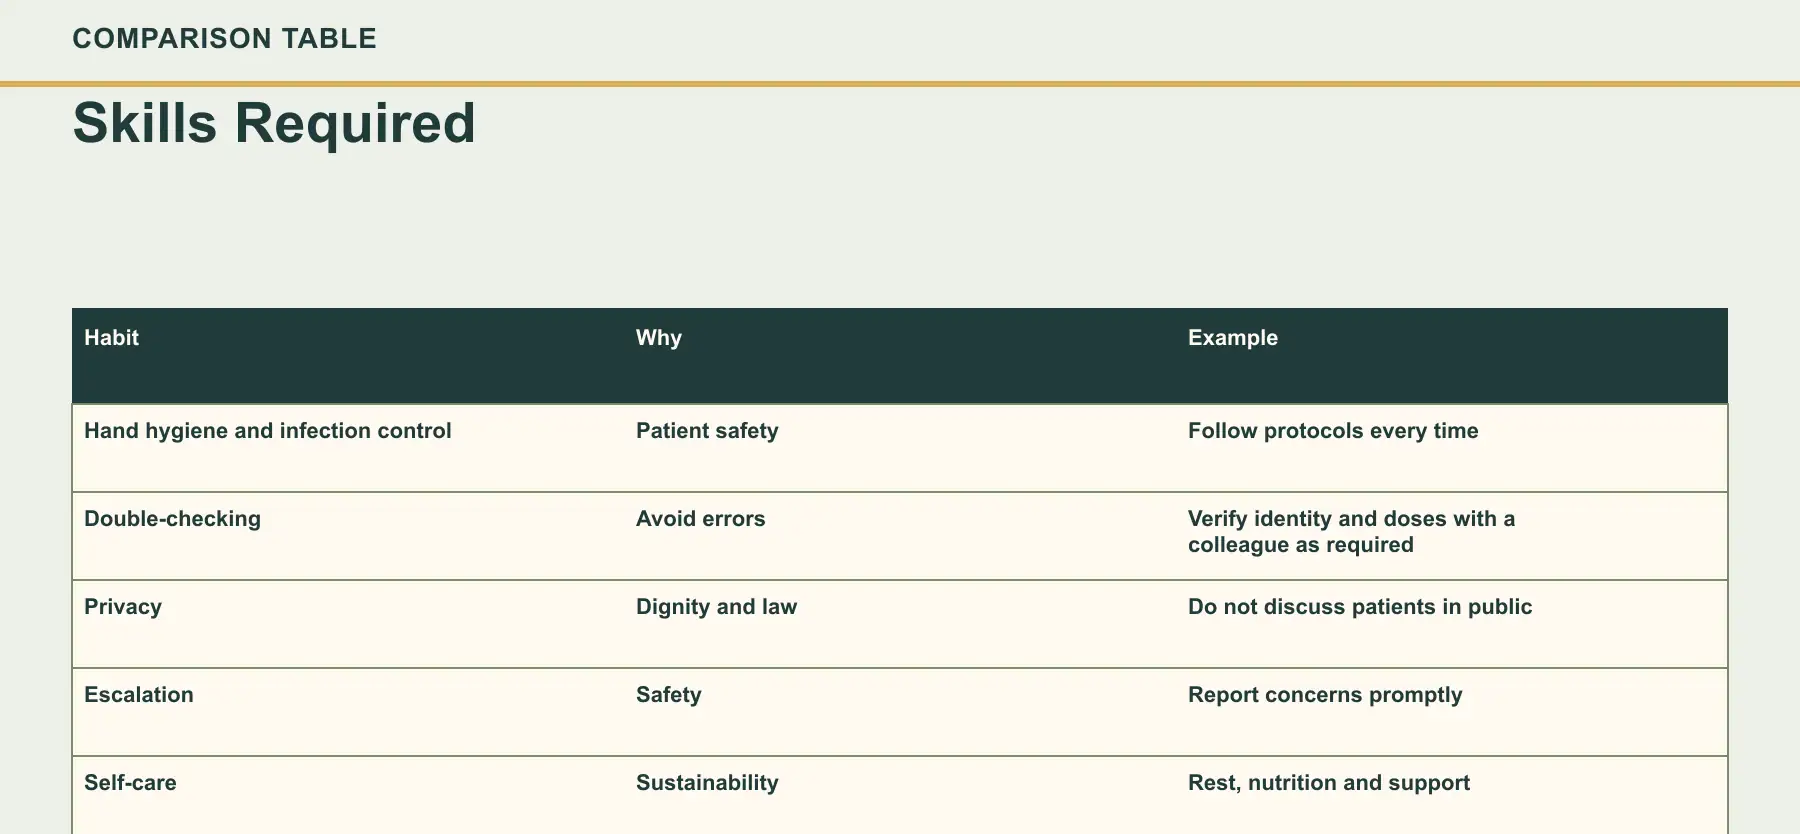 COMPARISON TABLE
Skills Required
Habit Why Example
Hand hygiene and infection control Patient safety Follow protocols every time
Double-checking Avoid errors Verify identity and doses with a
colleague as required
Privacy Dignity and law Do not discuss patients in public
Escalation Safety Report concerns promptly
Self-care Sustainability Rest, nutrition and support